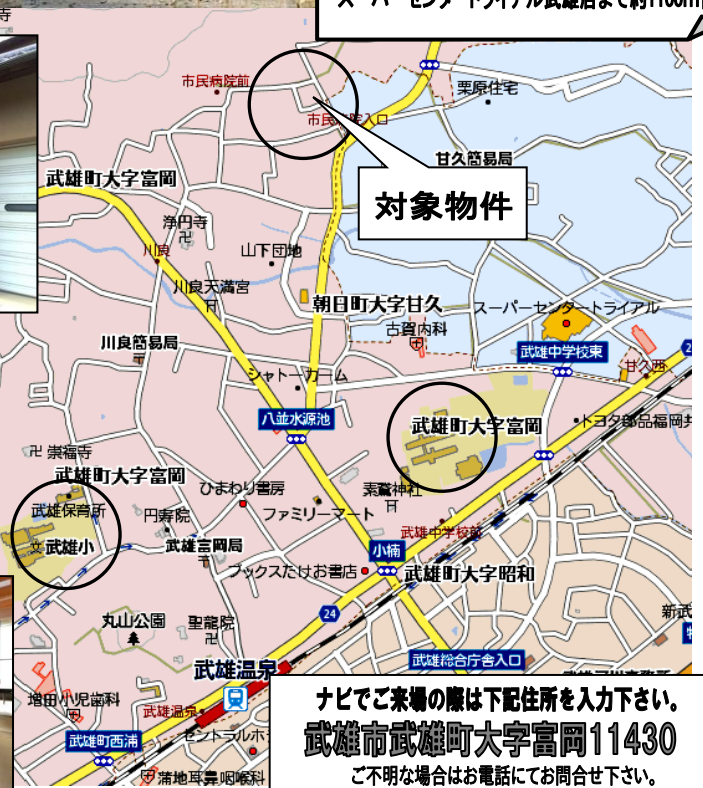 寺
スーパーセンタートライアル武雄店まで約1100m
市民病院前
栗原住宅
市民病院入口
甘久簡易局
武雄町大字富岡
対象物件
浄円寺
川良
山下団地
川良天満宮
朝日町大字甘久
スーパーセンタートライアル
古賀内科
川良簡易局
武雄中学校東
甘久西
シャトーカーム
八並水源池
武雄町大字富岡
トヨタ部品福岡共
崇福寺
武雄町大字富岡
ひまわり書房
素鵞神社
武雄保育所
円寿院
ファミリーマート
武雄中学校前
文 武雄小
武雄富岡局
小楠
ブックスたけお書店
武雄町大字昭和
24
丸山公園
聖龍院
新武
武雄総合庁舎入口
武雄温泉
増田小児歯科
武雄温泉
武雄町西浦
セントラルホ
蒲地耳鼻咽喉科
ナビでご来場の際は下記住所を入力下さい。
武雄市武雄町大字富岡11430
ご不明な場合はお電話にてお問合せ下さい。